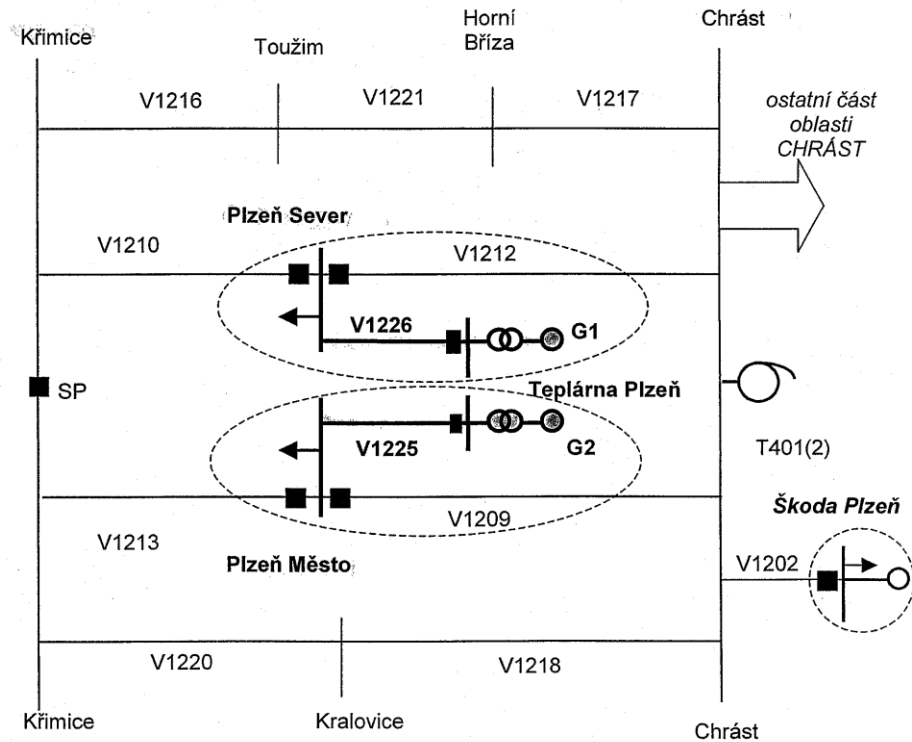 Křimice
Toužim
Horní
Bříza
Chrást
V1216
V1221
V1217
ostatní část
oblasti
CHRÁST
Plzeň Sever
V1210
V1212
V1226
G1
SP
Teplárna Plzeň
V1225
G2
T401(2)
Škoda Plzeň
V1209
V1213
V1202
Plzeň Město
V1220
V1218
Křimice
Kralovice
Chrást